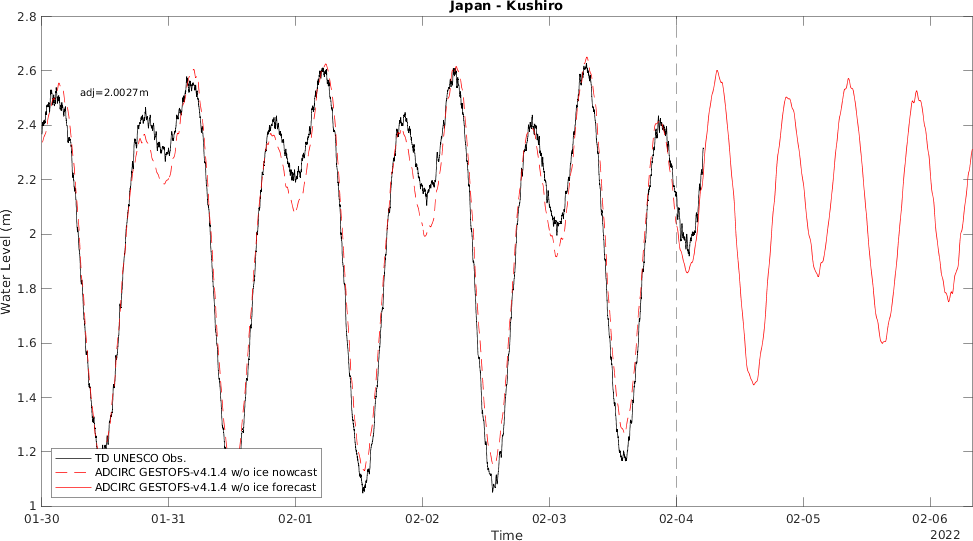 Japan - Kushiro
2.8
2.6
adj=2.0027m
2.4
2.2
2
1.8
1.6
1.4
1.2
1
Water Level (m)
TD UNESCO Obs.
ADCIRC GESTOFS-v4.1.4 w/o ice nowcast
ADCIRC GESTOFS-v4.1.4 w/o ice forecast
01-30 01-31 02-01 02-02 02-03 02-04 02-05 02-06
Time 2022